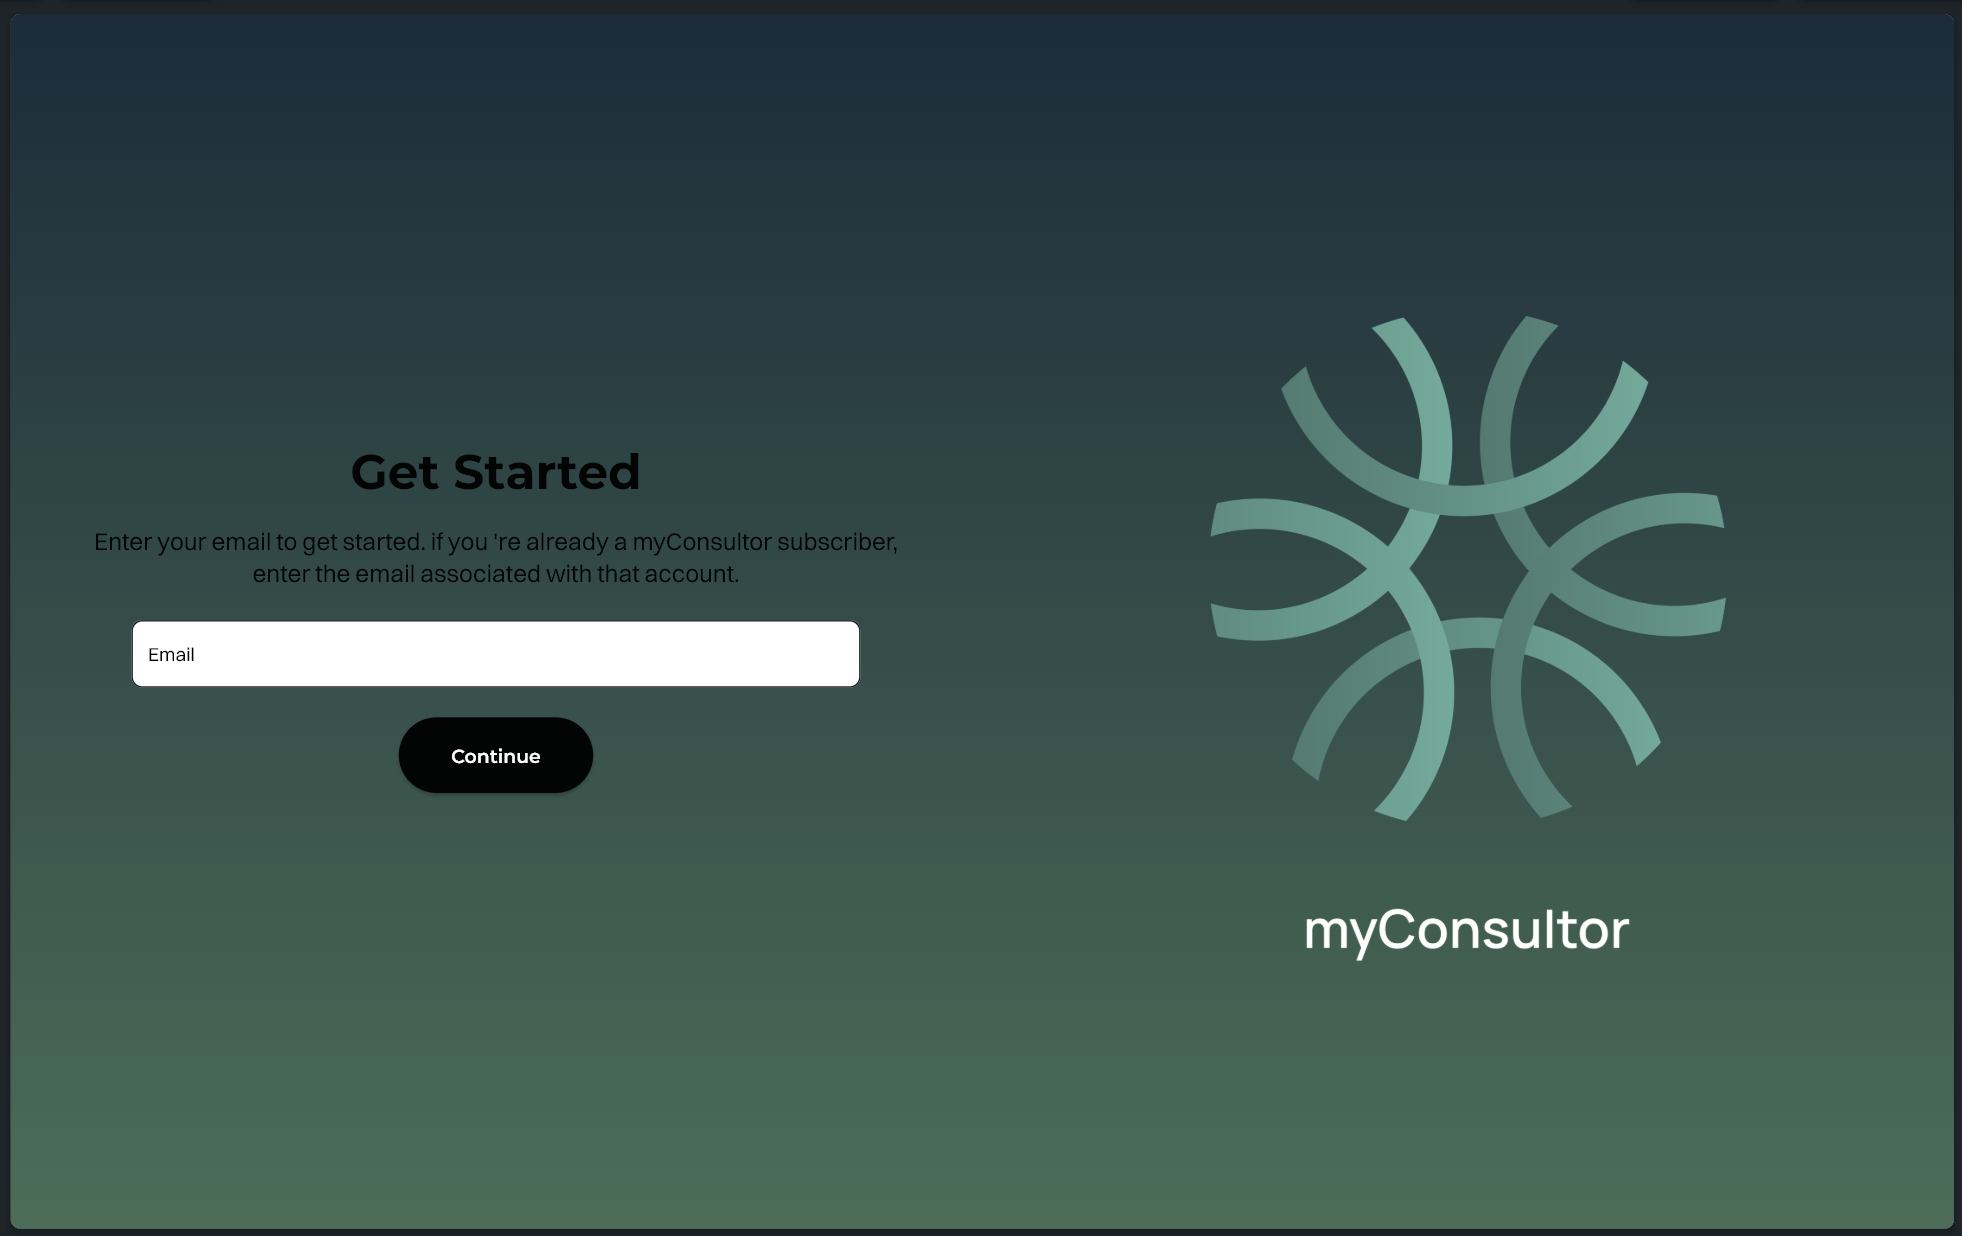 Get Started
Enter your email to get started. if you 're already a myConsultor subscriber,
enter the email associated with that account.
Email
Continue
myConsultor